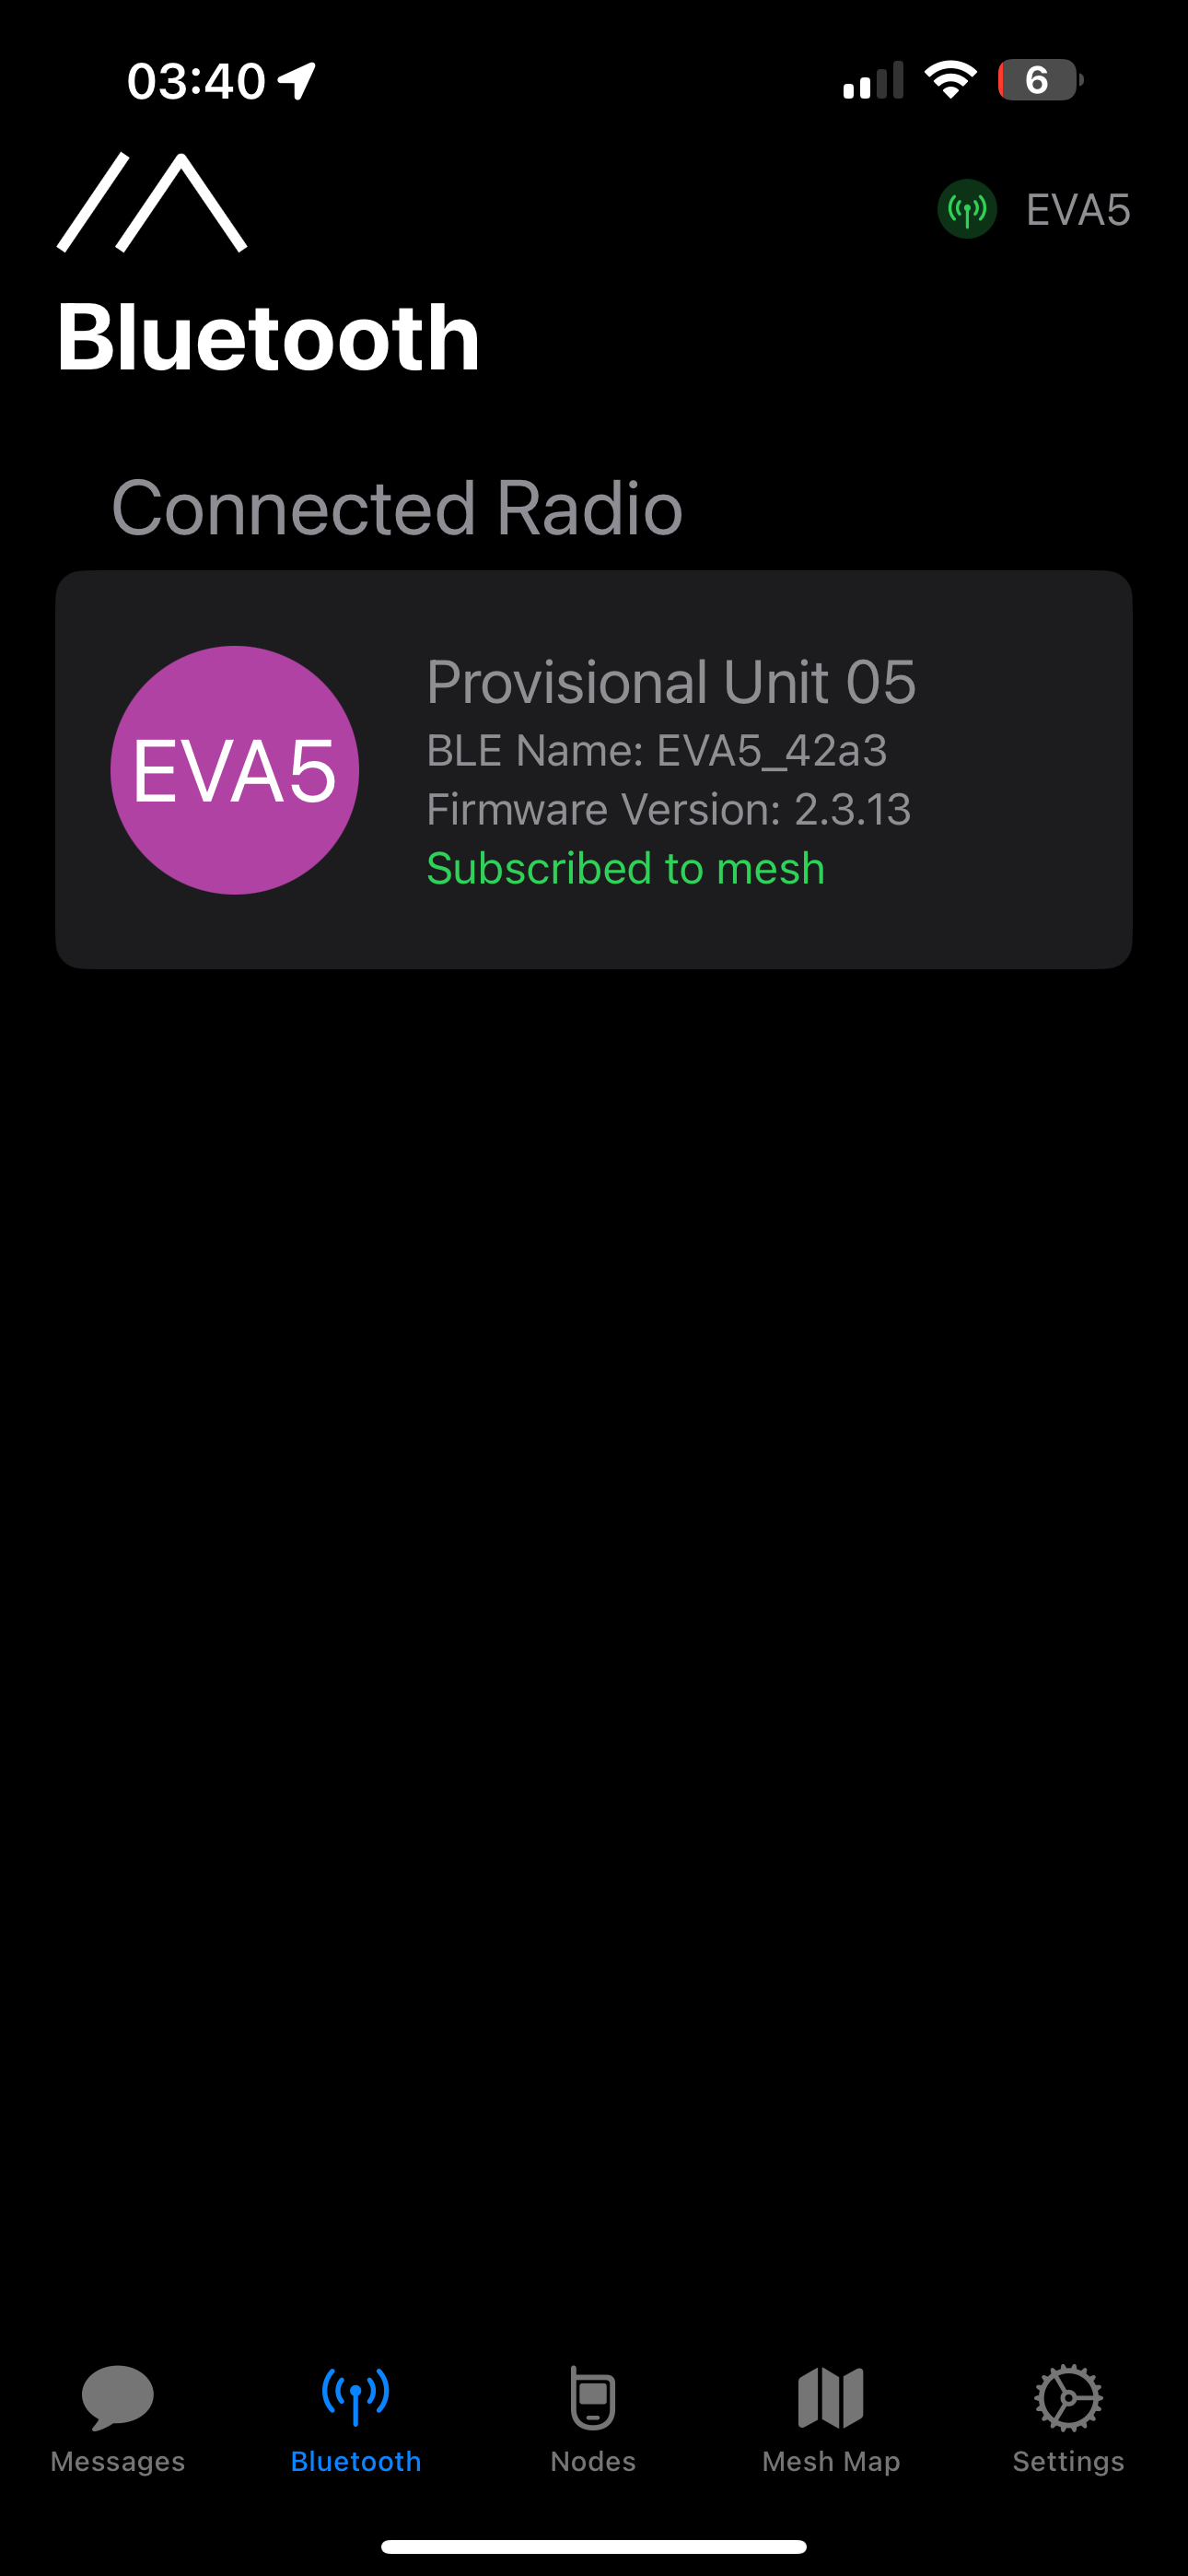 03:40
6
EVA5
Bluetooth
Connected Radio
EVA5
Provisional Unit 05
BLE Name: EVA5_42a3
Firmware Version: 2.3.13
Subscribed to mesh
Messages
Bluetooth
Nodes
Mesh Map
Settings